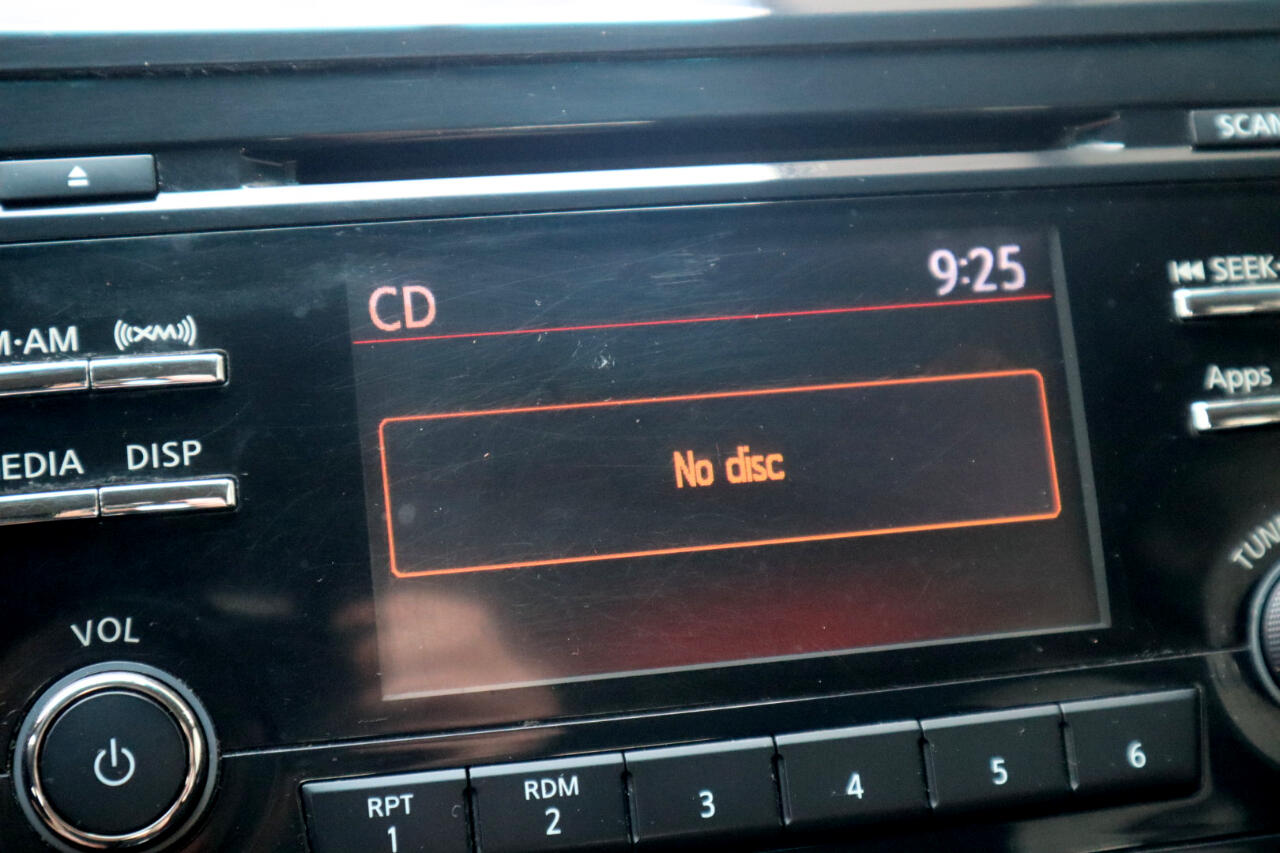 SCAN
CD 9:25
SEEK
M·AM XM
Apps
EDIA DISP
No disc
TUN
VOL
RPT RDM
1 2 3 4 5 6